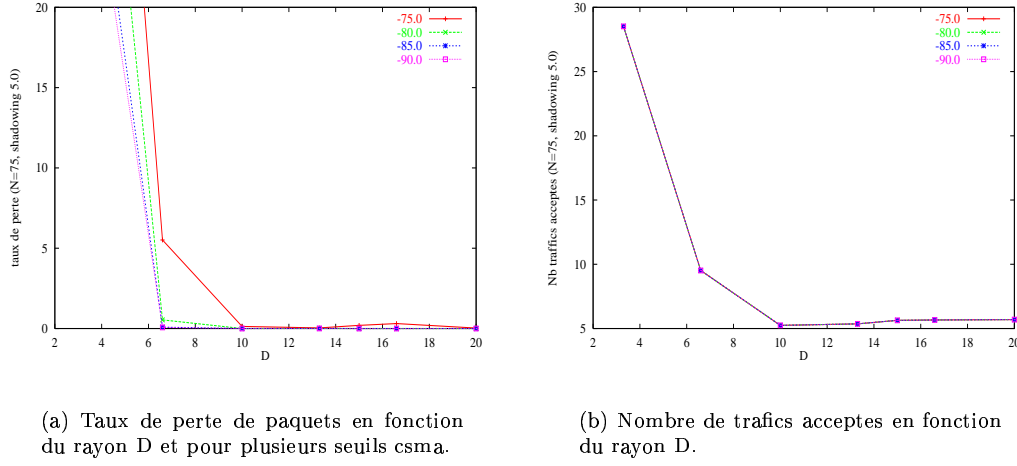 20
15
10
5
0
2 4 6 8 10 12 14 16 18 20
D
taux de perte (N=75, shadowing 5.0)
-75.0
-80.0
-85.0
-90.0
30
25
20
15
10
5
2 4 6 8 10 12 14 16 18 20
D
Nb traffics acceptes (N=75, shadowing 5.0)
-75.0
-80.0
-85.0
-90.0
(a) Taux de perte de paquets en fonction
du rayon D et pour plusieurs seuils csma.
(b) Nombre de trafics acceptes en fonction
du rayon D.